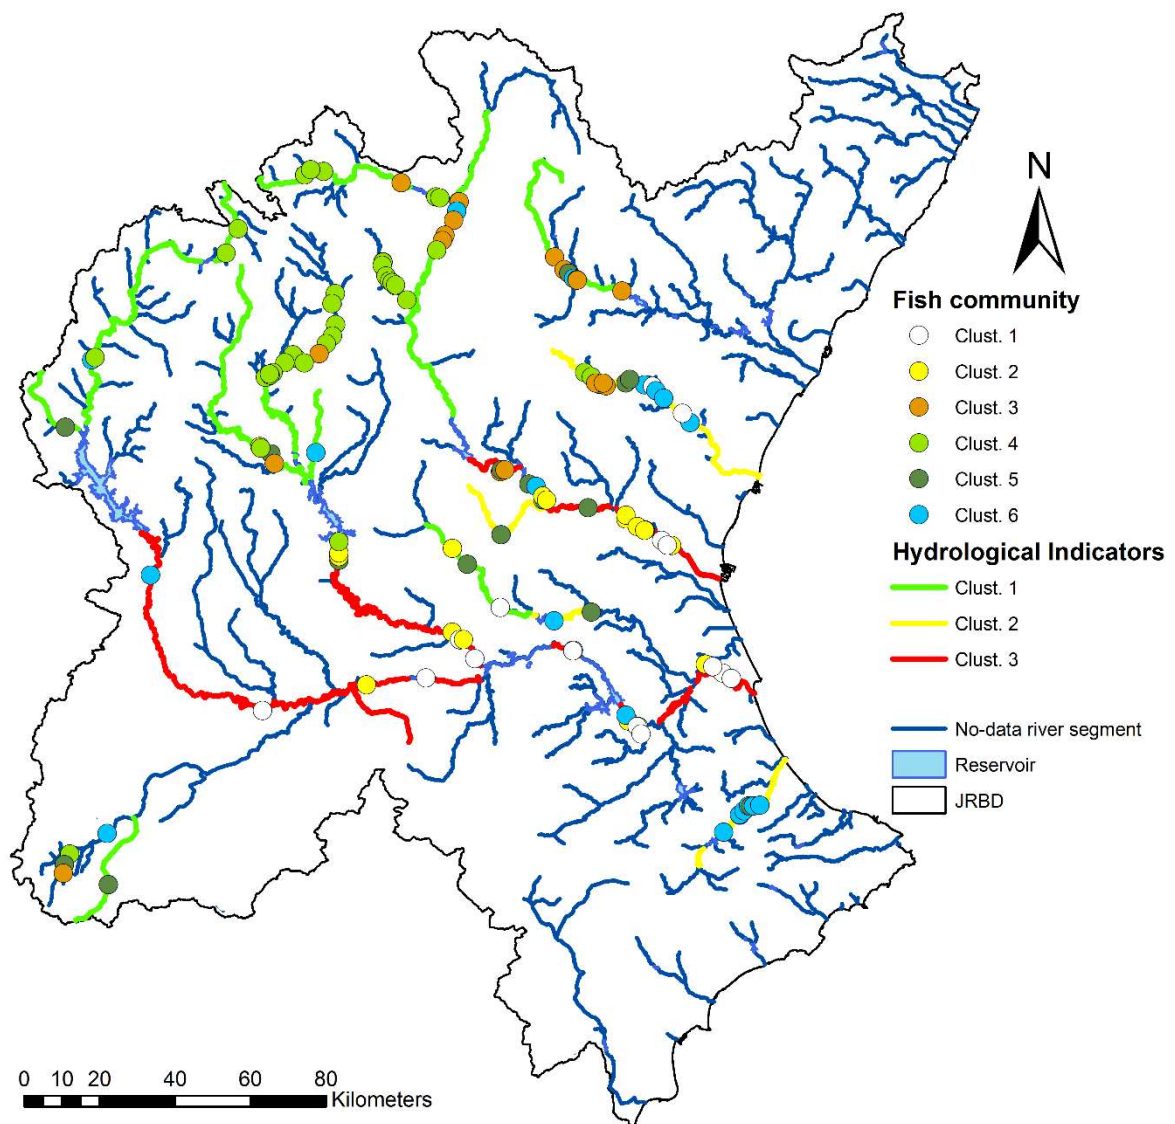 N
Fish community
Clust. 1
Clust. 2
Clust. 3
Clust. 4
Clust. 5
Clust. 6
Hydrological Indicators
Clust. 1
Clust. 2
Clust. 3
No-data river segment
Reservoir
JRBD
0 10 20 40 60 80
Kilometers